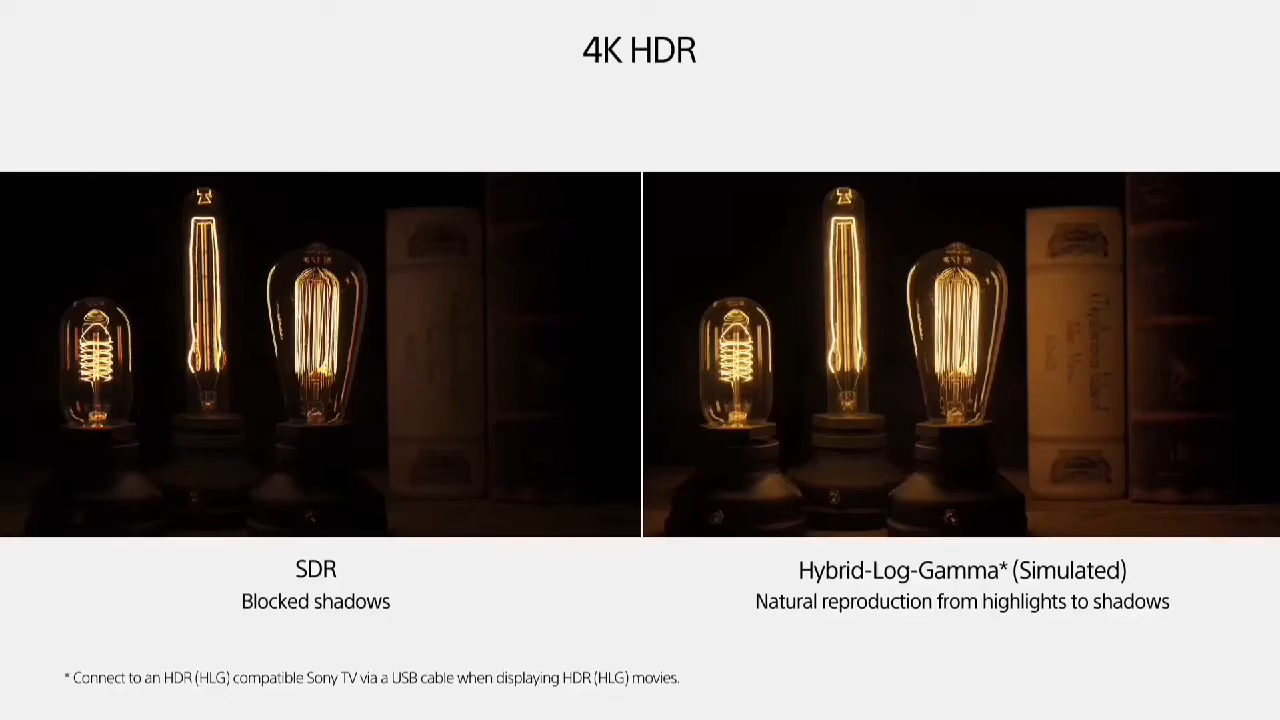 4K HDR
SDR
Blocked shadows
Hybrid-Log-Gamma* (Simulated)
Natural reproduction from highlights to shadows
* Connect to an HDR (HLG) compatible Sony TV via a USB cable when displaying HDR (HLG) movies.